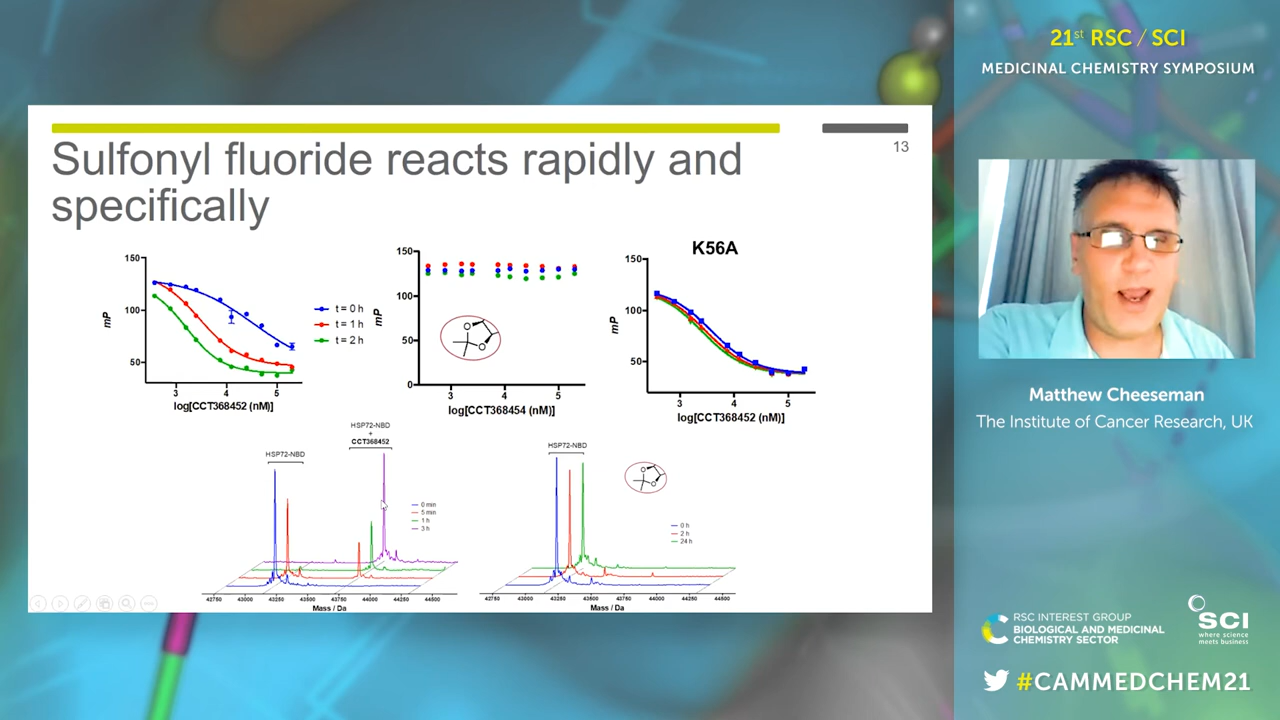 21st RSC / SCI
MEDICINAL CHEMISTRY SYMPOSIUM
13
Sulfonyl fluoride reacts rapidly and
specifically
150
100
50
mP
3
4
5
log[CCT368452 (nM)]
t = 0 h
t = 1 h
t = 2 h
150
100
50
0
mP
O
O
3
4
5
log[CCT368454 (nM)]
K56A
150
100
50
mP
3
4
5
log[CCT368452 (nM)]
HSP72-NBD
HSP72-NBD
+
CCT368452
0 min
5 min
1 h
3 h
42750 43000 43250 43500 43750 44000 44250 44500
Mass / Da
HSP72-NBD
O
O
0 h
2 h
24 h
42750 43000 43250 43500 43750 44000 44250 44500
Mass / Da
Matthew Cheeseman
The Institute of Cancer Research, UK
RSC INTEREST GROUP
BIOLOGICAL AND MEDICINAL
CHEMISTRY SECTOR
SCI
where science
meets business
#CAMMEDCHEM21